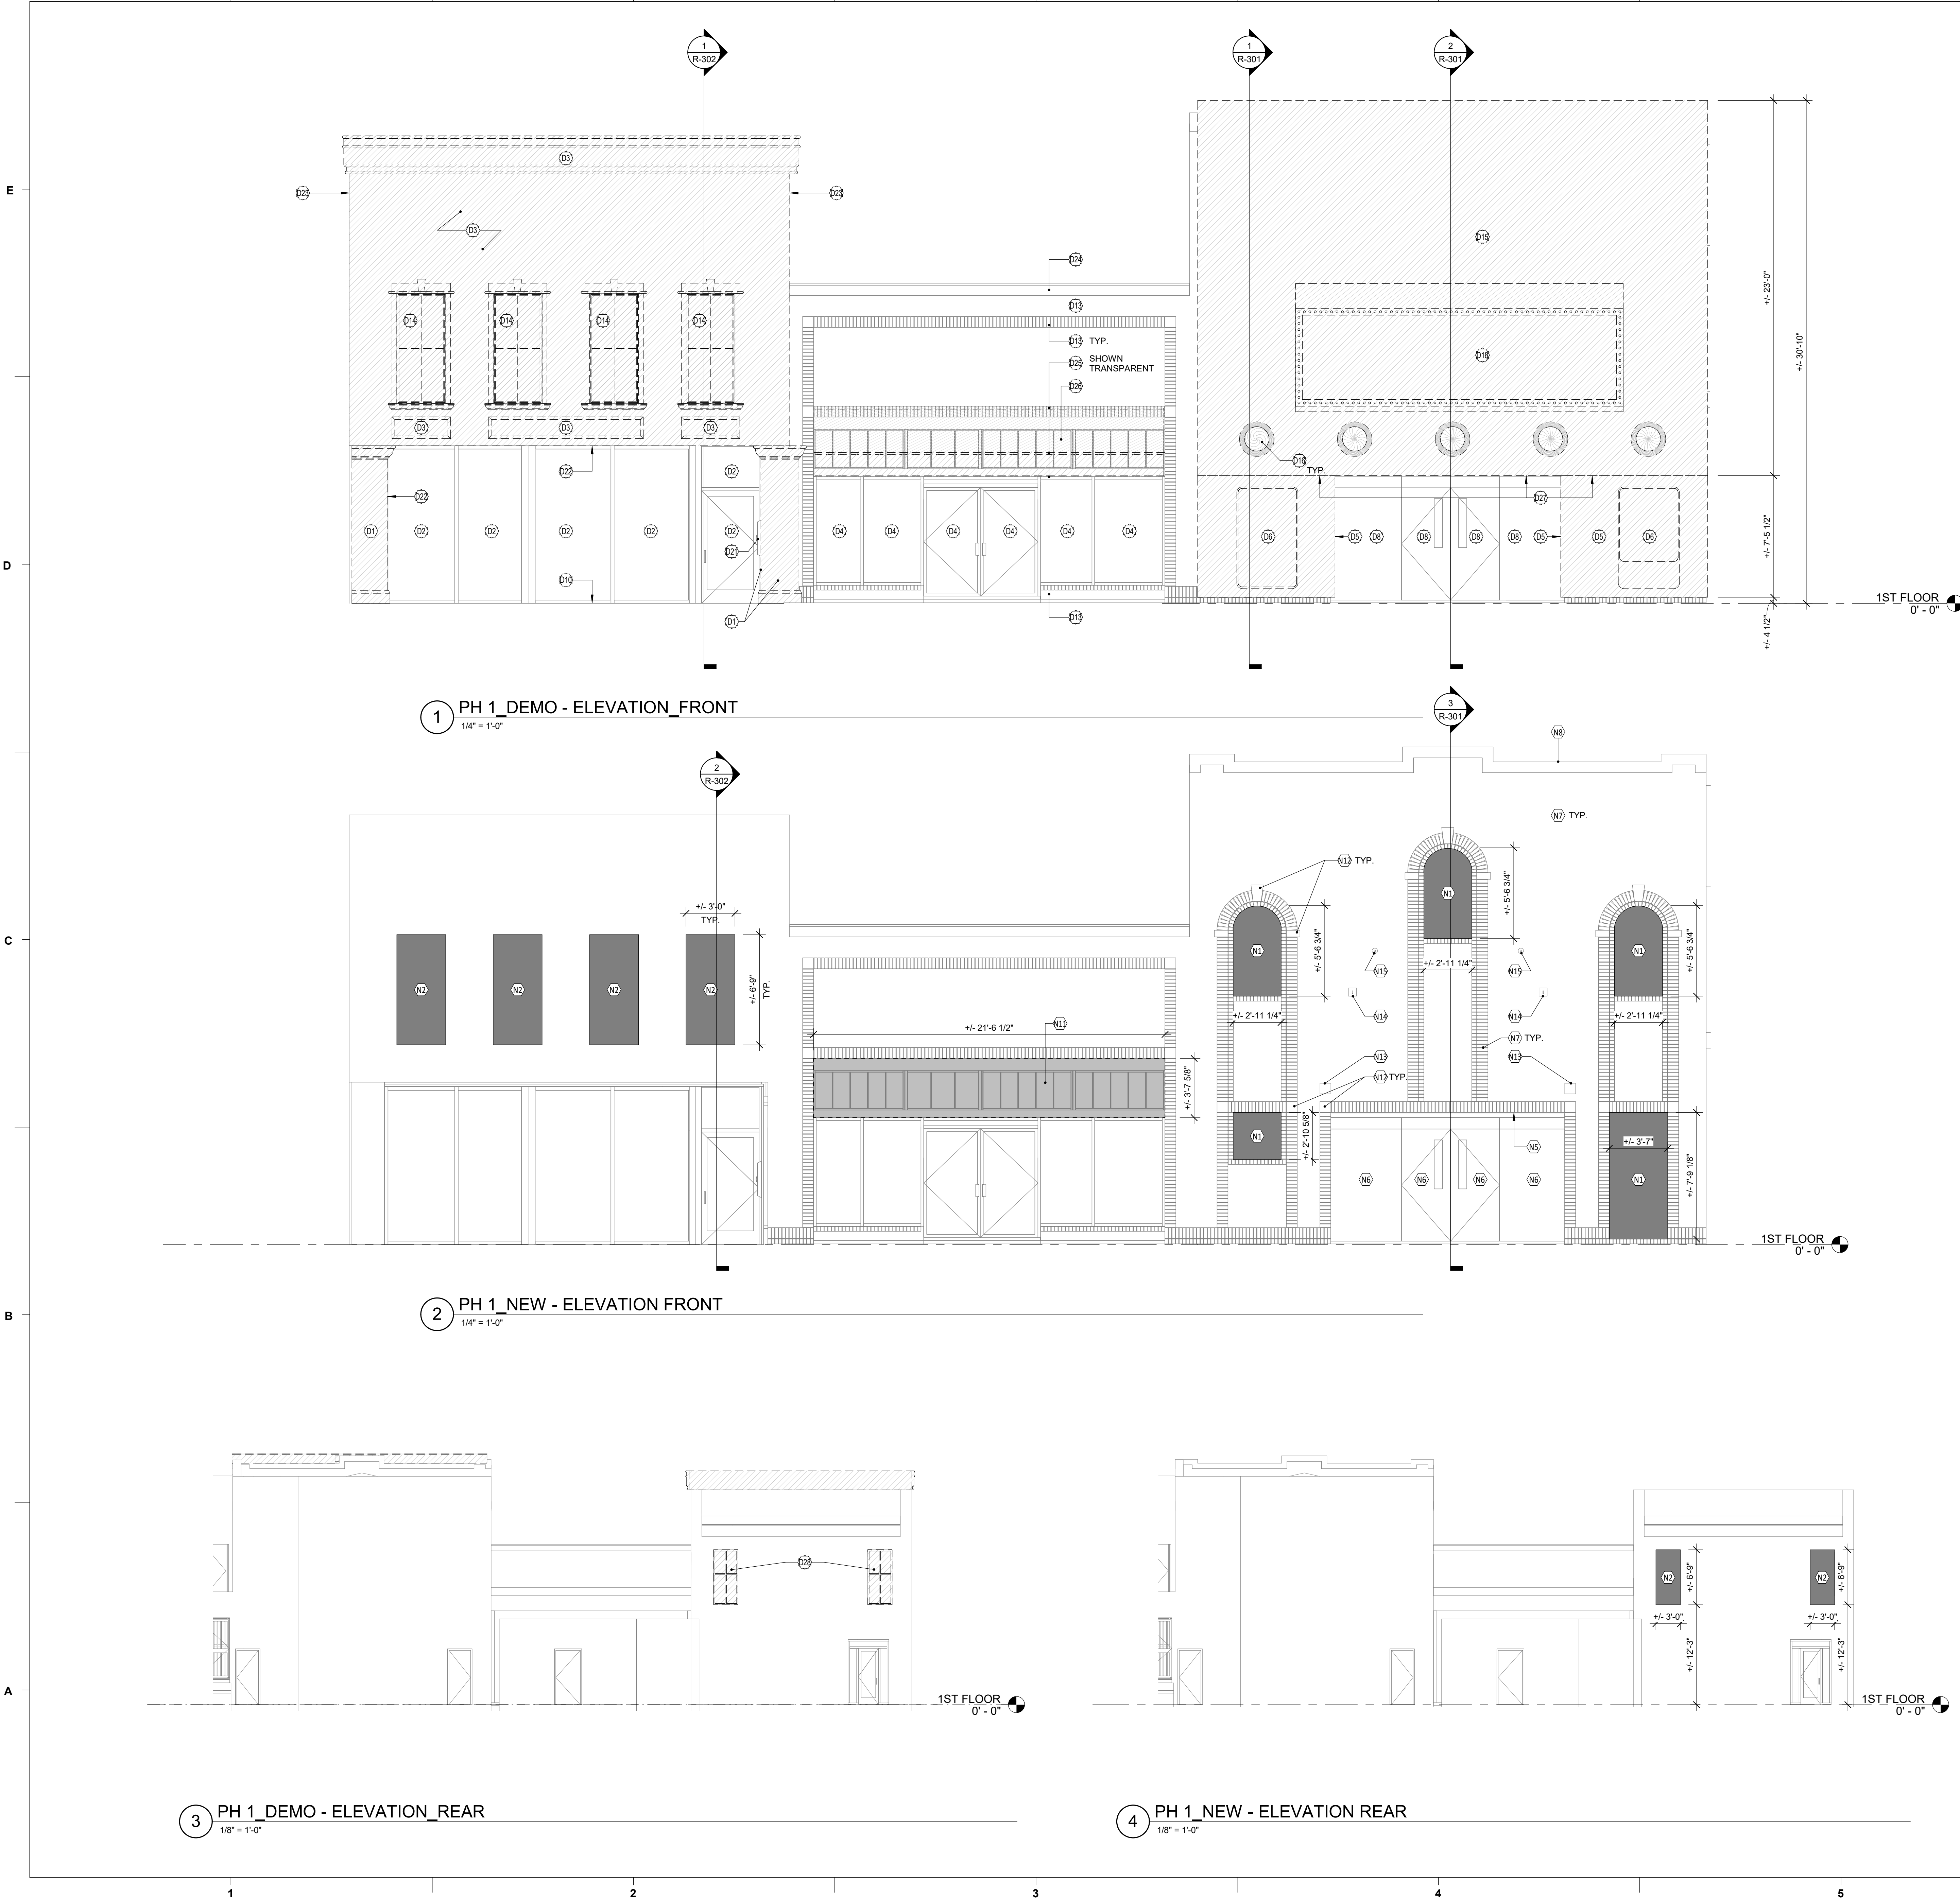 1
R-302
1
R-301
2
R-301
E
D
C
B
A
D3
D23
D23
D3
D15
D24
D13
D14
D14
D14
D14
D13 TYP.
D25 SHOWN
TRANSPARENT
D26
D18
+/- 23'-0"
+/- 30'-10"
D3
D3
D3
D16
TYP.
D22
D2
D22
D27
D1
D2
D2
D2
D2
D2
D21
D4
D4
D4
D4
D4
D4
D6
D5
D8
D8
D8
D8
D5
D5
D6
+/- 7'-5 1/2"
D10
D1
D13
1ST FLOOR
0' - 0"
+/- 4 1/2"
1
PH 1_DEMO - ELEVATION_FRONT
1/4" = 1'-0"
3
R-301
2
R-302
N8
N7 TYP.
N12 TYP.
N1
+/- 5'-6 3/4"
+/- 3'-0"
TYP.
N1
+/- 5'-6 3/4"
N1
+/- 5'-6 3/4"
N2
N2
N2
N2
+/- 6'-9"
TYP.
+/- 2'-11 1/4"
N15
N15
+/- 2'-11 1/4"
+/- 2'-11 1/4"
N14
N14
+/- 21'-6 1/2"
N11
N7 TYP.
N13
N13
N12 TYP.
+/- 3'-7 5/8"
N1
+/- 2'-10 5/8"
N5
+/- 3'-7"
N6
N6
N6
N6
N1
+/- 7'-9 1/8"
1ST FLOOR
0' - 0"
2
PH 1_NEW - ELEVATION FRONT
1/4" = 1'-0"
D28
1ST FLOOR
0' - 0"
N2
+/- 6'-9"
N2
+/- 6'-9"
+/- 3'-0"
+/- 3'-0"
+/- 12'-3"
+/- 12'-3"
1ST FLOOR
0' - 0"
3
PH 1_DEMO - ELEVATION_REAR
1/8" = 1'-0"
4
PH 1_NEW - ELEVATION REAR
1/8" = 1'-0"
1
2
3
4
5